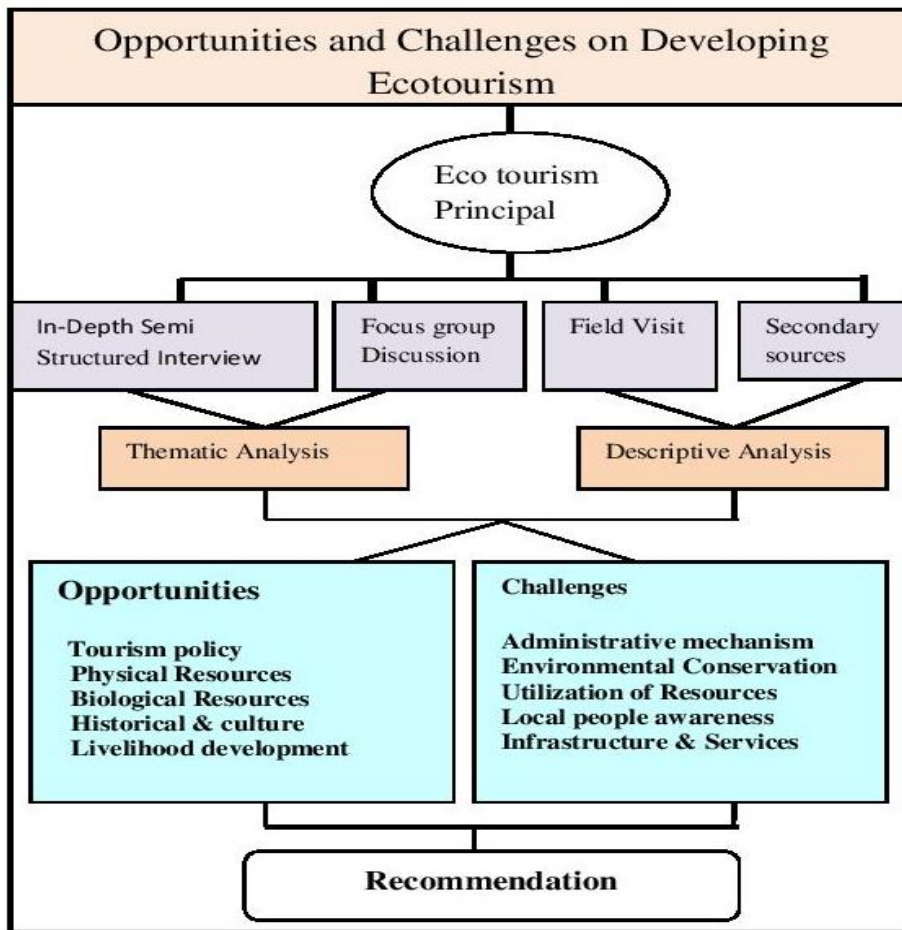 Opportunities and Challenges on Developing
Ecotourism
Eco tourism
Principal
In-Depth Semi
Structured Interview
Focus group
Discussion
Field Visit
Secondary
sources
Thematic Analysis
Descriptive Analysis
Opportunities
Tourism policy
Physical Resources
Biological Resources
Historical & culture
Livelihood development
Challenges
Administrative mechanism
Environmental Conservation
Utilization of Resources
Local people awareness
Infrastructure & Services
Recommendation